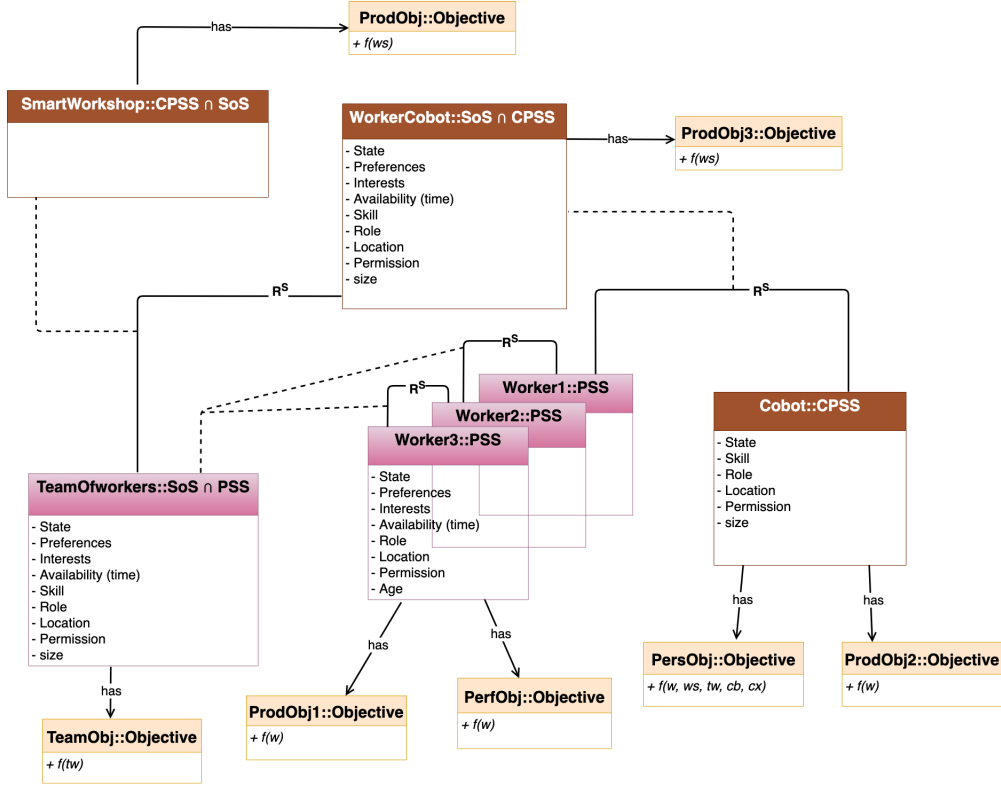 ProdObj::Objective
has
+ f(ws)
SmartWorkshop::CPSS ∩ SoS
WorkerCobot::SoS ∩ CPSS
- State
- Preferences
- Interests
- Availability (time)
- Skill
- Role
- Location
- Permission
- size
has
ProdObj3::Objective
+ f(ws)
R^S
R^S
R^S
R^S
Worker1::PSS
Worker2::PSS
Worker3::PSS
- State
- Preferences
- Interests
- Availability (time)
- Role
- Location
- Permission
- Age
Cobot::CPSS
- State
- Skill
- Role
- Location
- Permission
- size
TeamOfworkers::SoS ∩ PSS
- State
- Preferences
- Interests
- Availability (time)
- Skill
- Role
- Location
- Permission
- size
has
has
has
has
has
TeamObj::Objective
+ f(tw)
ProdObj1::Objective
+ f(w)
PerfObj::Objective
+ f(w)
PersObj::Objective
+ f(w, ws, tw, cb, cx)
ProdObj2::Objective
+ f(w)